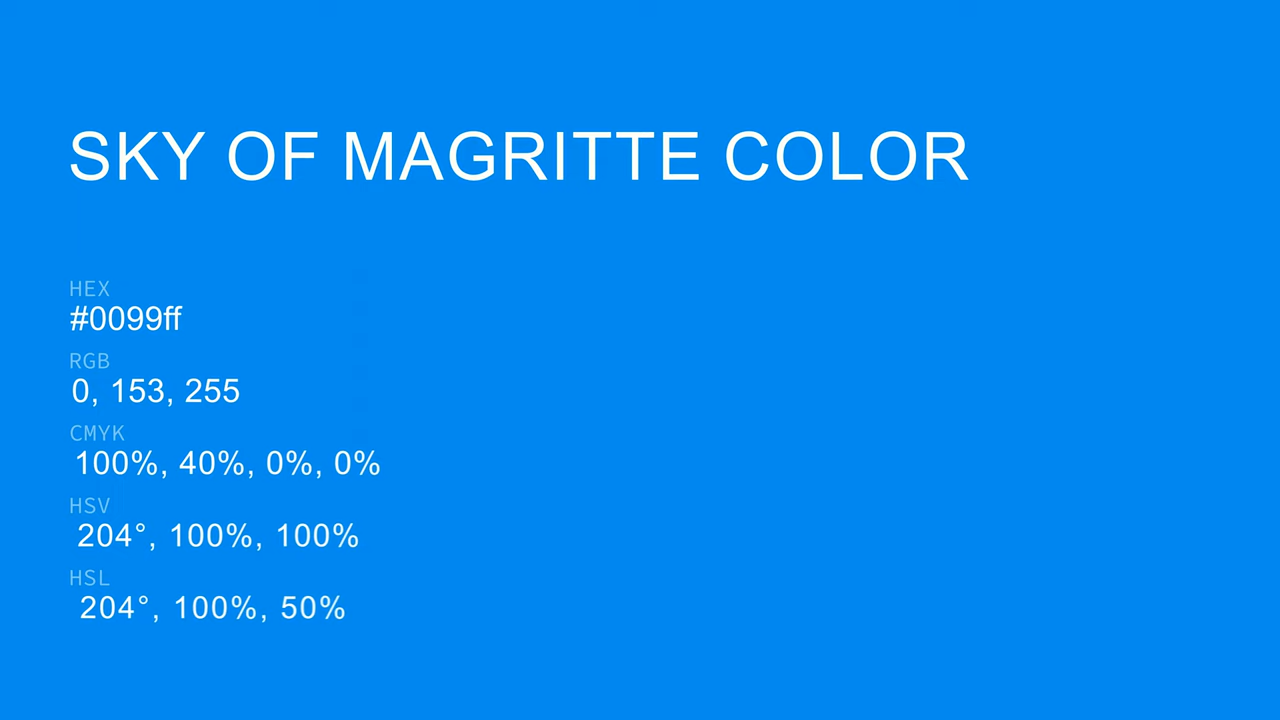 SKY OF MAGRITTE COLOR
HEX
#0099ff
RGB
0, 153, 255
CMYK
100%, 40%, 0%, 0%
HSV
204°, 100%, 100%
HSL
204°, 100%, 50%